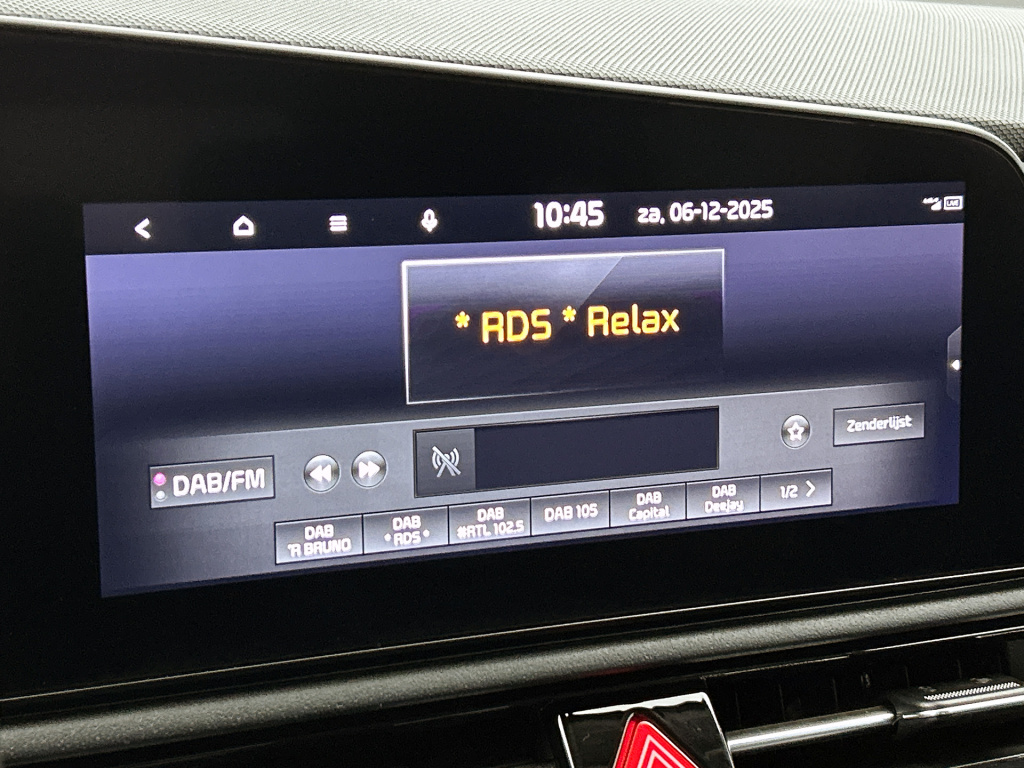 10:45 za, 06-12-2025
LIVE
* RDS * Relax
DAB/FM
Zenderlijst
DAB
'R BRUNO
DAB
* RDS *
DAB
#RTL 102.5
DAB 105
DAB
Capital
DAB
Deejay
1/2